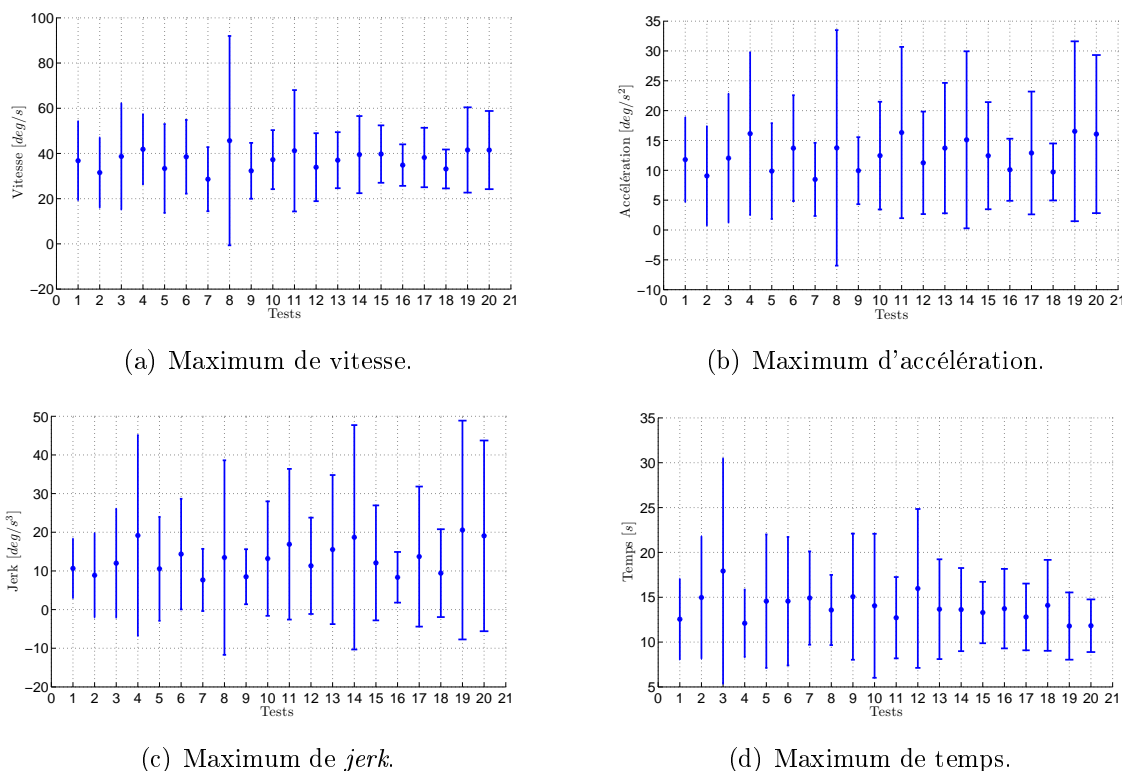 100
80
60
40
20
0
−20
0 1 2 3 4 5 6 7 8 9 10 11 12 13 14 15 16 17 18 19 20 21
Vitesse [deg/s]
Tests
(a) Maximum de vitesse.
35
30
25
20
15
10
5
0
−5
−10
0 1 2 3 4 5 6 7 8 9 10 11 12 13 14 15 16 17 18 19 20 21
Accélération [deg/s²]
Tests
(b) Maximum d'accélération.
50
40
30
20
10
0
−10
−20
0 1 2 3 4 5 6 7 8 9 10 11 12 13 14 15 16 17 18 19 20 21
Jerk [deg/s³]
Tests
(c) Maximum de jerk.
35
30
25
20
15
10
5
0 1 2 3 4 5 6 7 8 9 10 11 12 13 14 15 16 17 18 19 20 21
Temps [s]
Tests
(d) Maximum de temps.